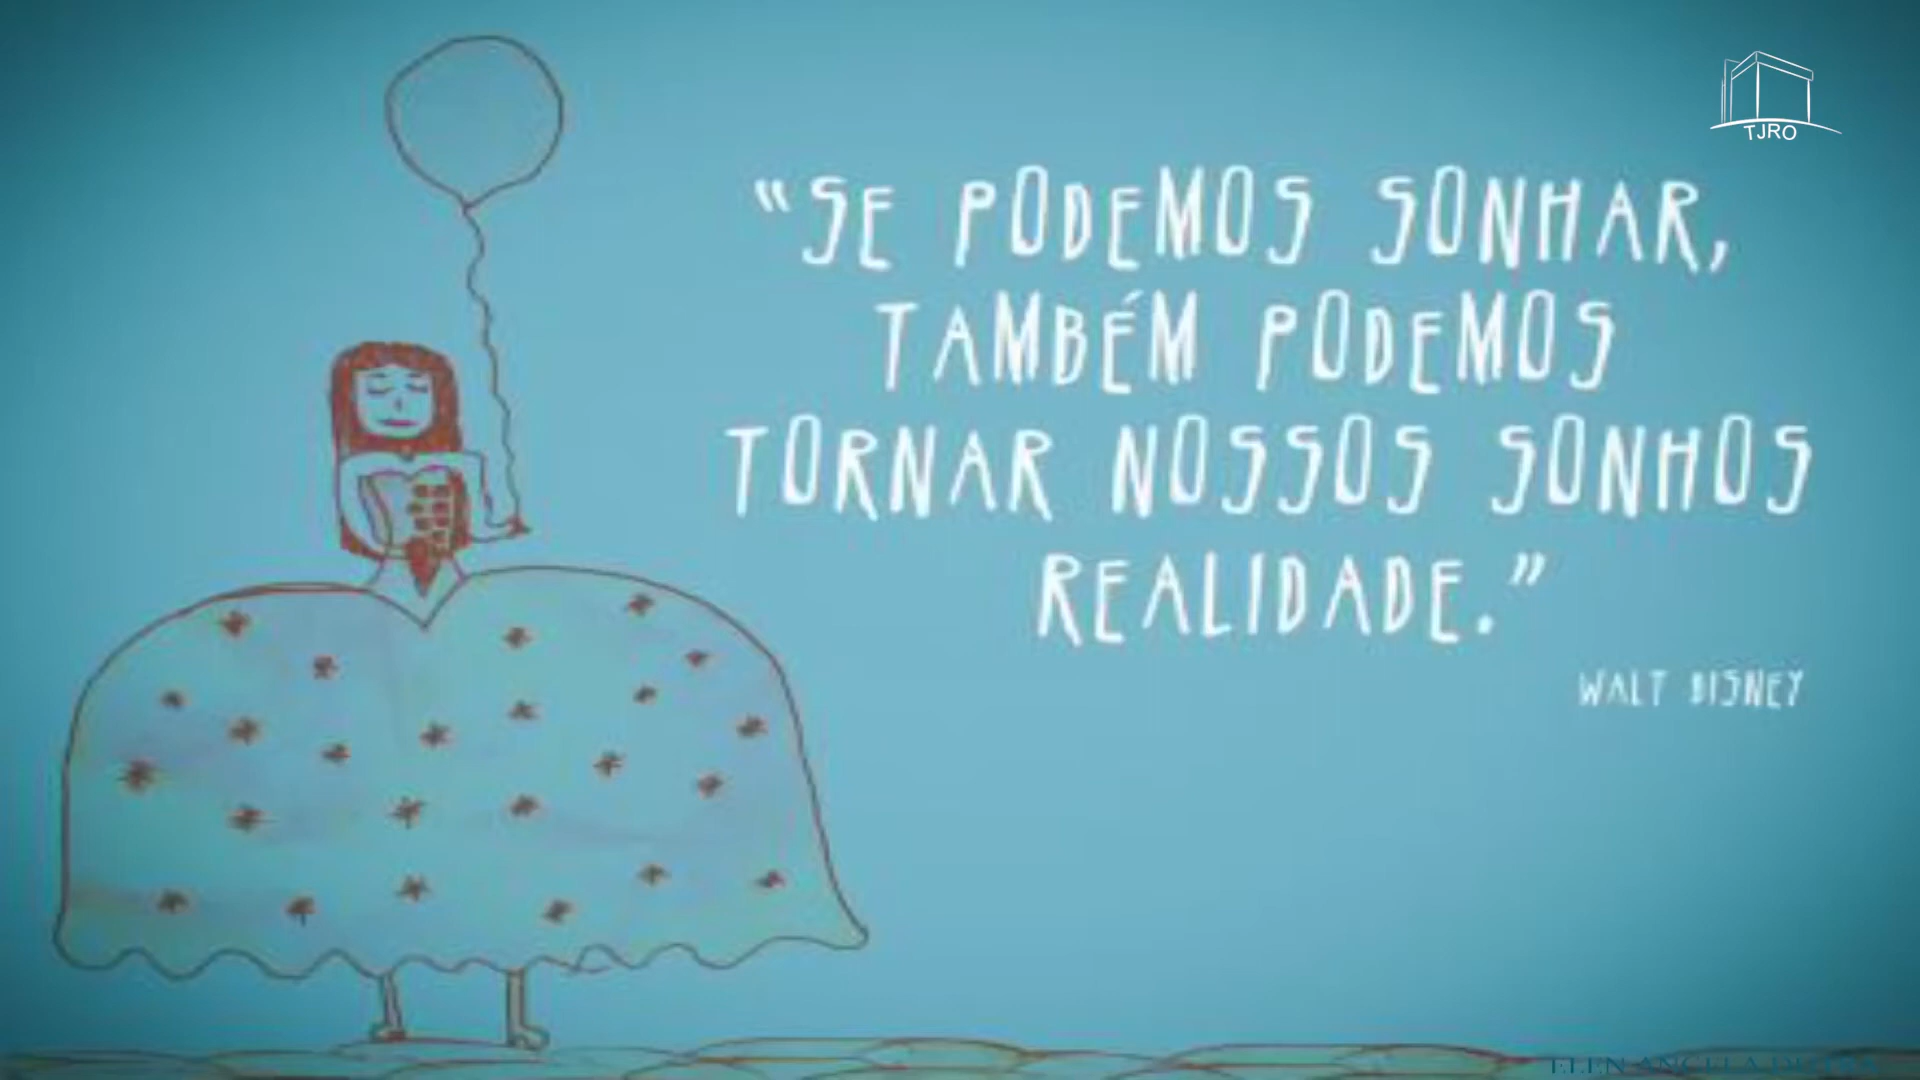 TJRO
“SE PODEMOS SONHAR,
TAMBÉM PODEMOS
TORNAR NOSSOS SONHOS
REALIDADE.”
WALT DISNEY